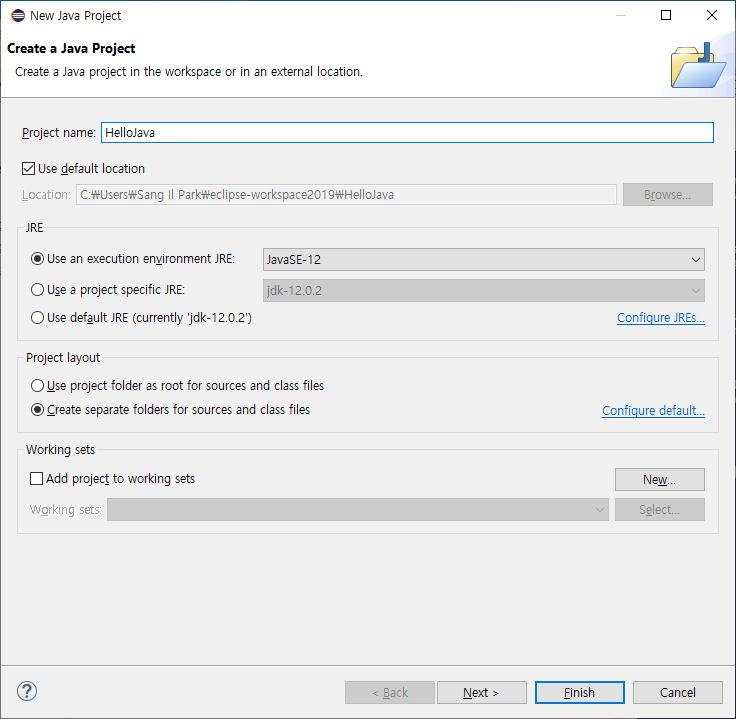 New Java Project
Create a Java Project
Create a Java project in the workspace or in an external location.
Project name: HelloJava
Use default location
Location: C:₩Users₩Sang Il Park₩eclipse-workspace2019₩HelloJava Browse...
JRE
Use an execution environment JRE: JavaSE-12
Use a project specific JRE: jdk-12.0.2
Use default JRE (currently 'jdk-12.0.2') Configure JREs...
Project layout
Use project folder as root for sources and class files
Create separate folders for sources and class files Configure default...
Working sets
Add project to working sets New...
Working sets: Select...
? < Back Next > Finish Cancel